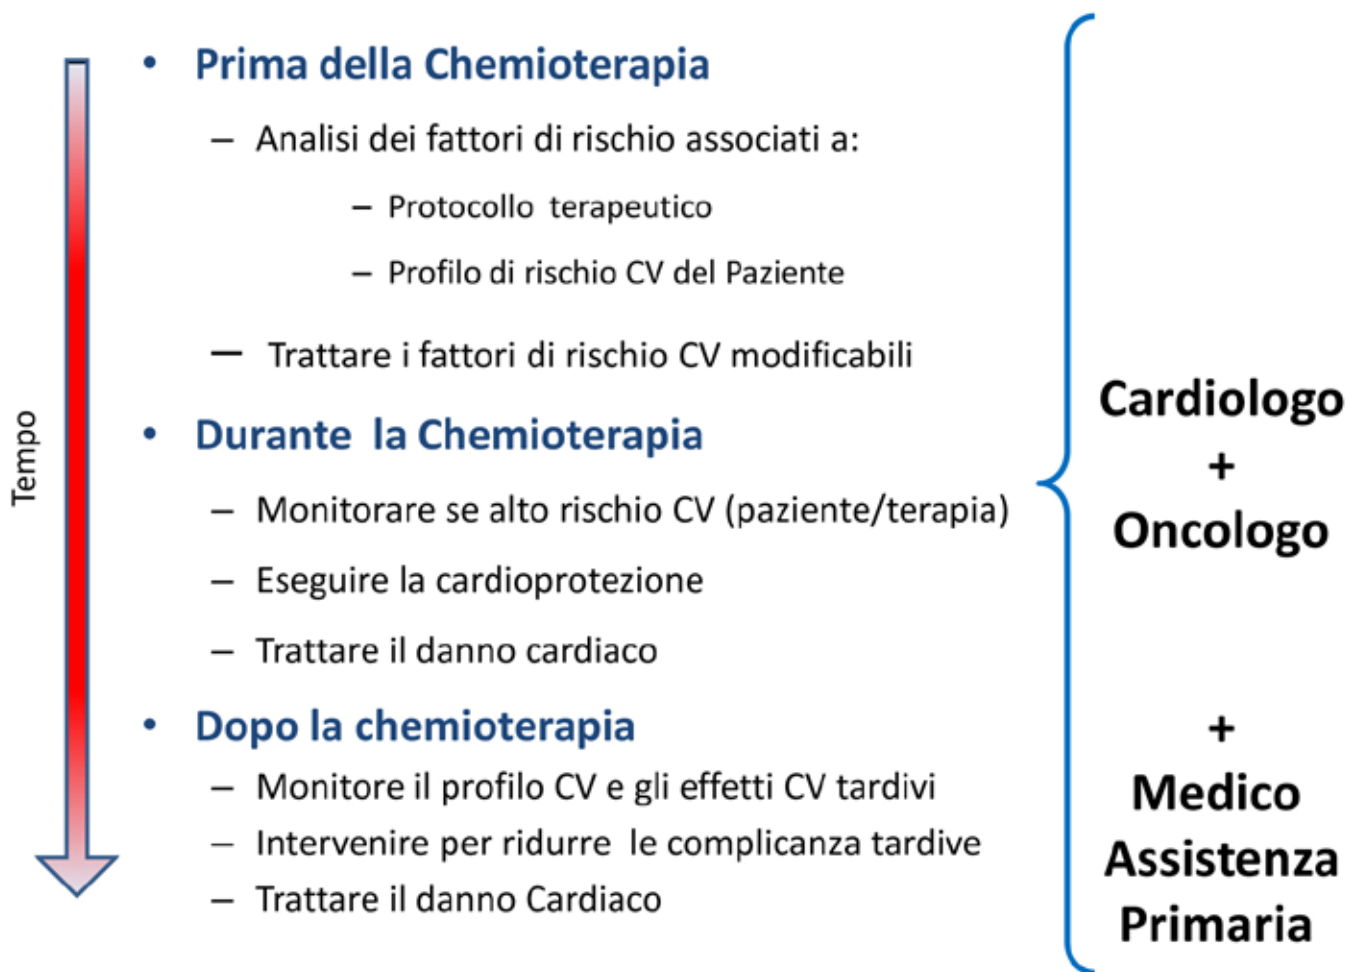 Tempo
• Prima della Chemioterapia
– Analisi dei fattori di rischio associati a:
– Protocollo terapeutico
– Profilo di rischio CV del Paziente
– Trattare i fattori di rischio CV modificabili
• Durante la Chemioterapia
– Monitorare se alto rischio CV (paziente/terapia)
– Eseguire la cardioprotezione
– Trattare il danno cardiaco
• Dopo la chemioterapia
– Monitore il profilo CV e gli effetti CV tardivi
– Intervenire per ridurre le complicanza tardive
– Trattare il danno Cardiaco
Cardiologo
+
Oncologo
+
Medico
Assistenza
Primaria